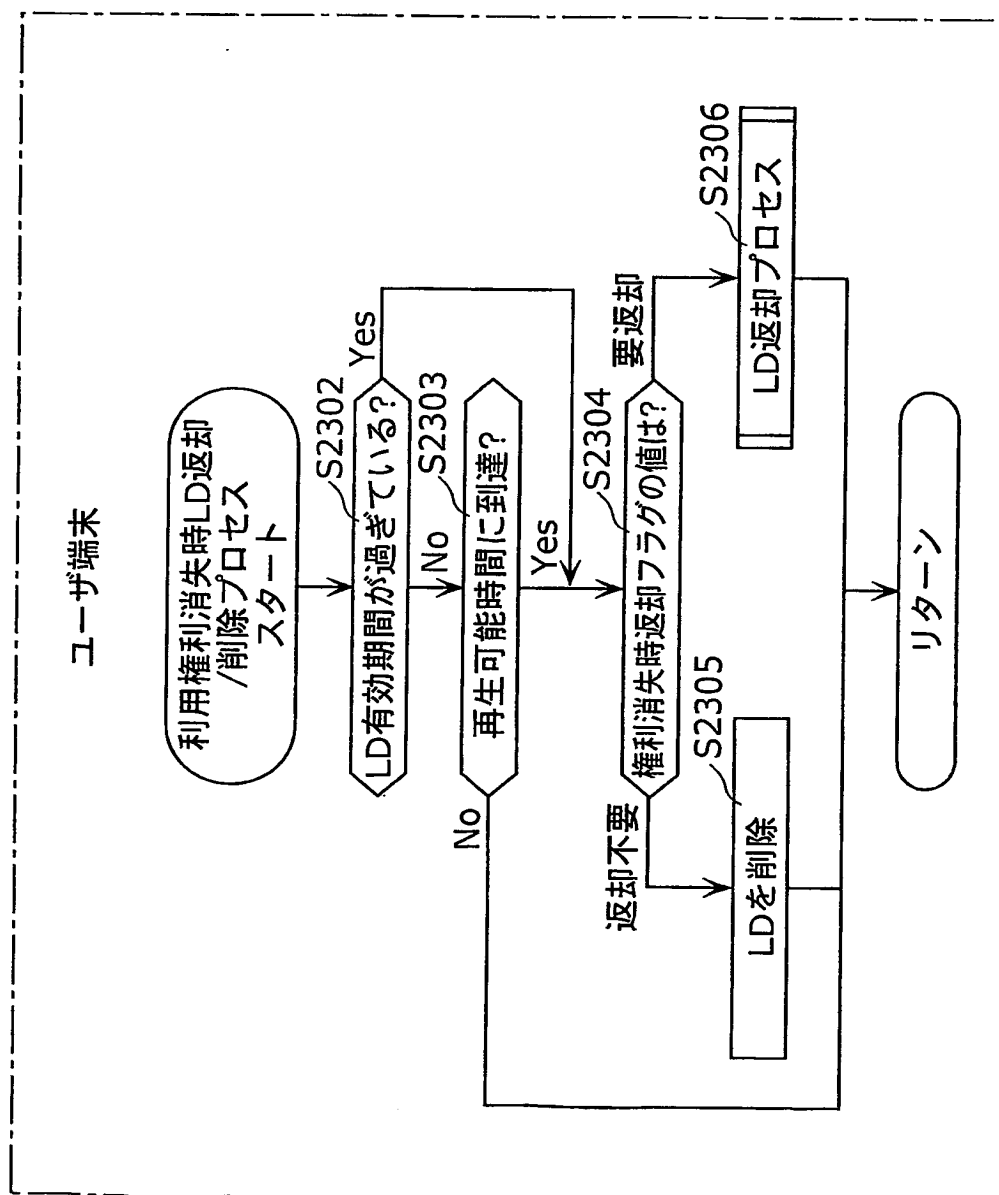 ユーザ端末
利用権利消失時LD返却
/削除プロセス
スタート
S2302
LD有効期間が過ぎている?
Yes
No
S2303
再生可能時間に到達?
No
Yes
S2304
権利消失時返却フラグの値は?
返却不要
要返却
S2305
LDを削除
S2306
LD返却プロセス
リターン